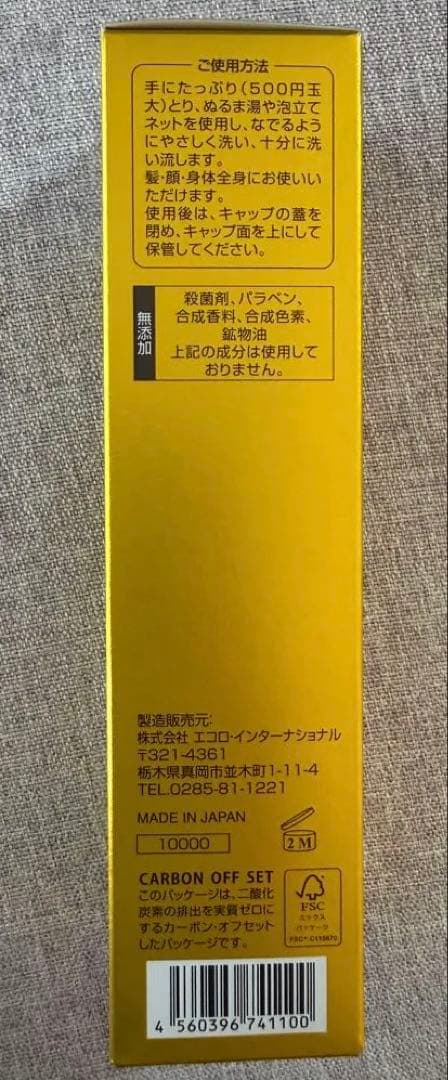 ご使用方法
手にたっぷり(500円玉
大)とり、ぬるま湯や泡立て
ネットを使用し、なでるよう
にやさしく洗い、十分に洗
い流します。
髪・顔・身体全身にお使いい
ただけます。
使用後は、キャップの蓋を
閉め、キャップ面を上にして
保管してください。
無添加
殺菌剤、パラベン、
合成香料、合成色素、
鉱物油
上記の成分は使用して
おりません。
製造販売元:
株式会社 エコロ・インターナショナル
〒321-4361
栃木県真岡市並木町1-11-4
TEL.0285-81-1221
MADE IN JAPAN
10000
2 M
CARBON OFF SET
このパッケージは、二酸化
炭素の排出を実質ゼロに
するカーボン・オフセット
したパッケージです。
FSC
ミックス
パッケージ
4 560396 741100